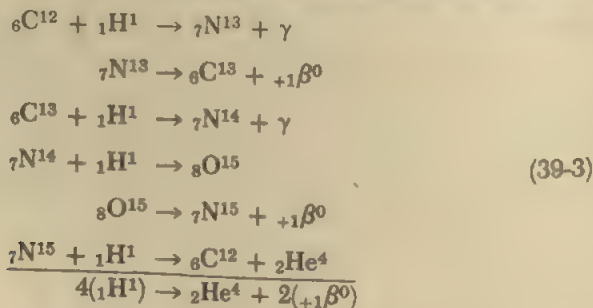 ₆C¹² + ₁H¹ → ₇N¹³ + γ
₇N¹³ → ₆C¹³ + ₊₁β⁰
₆C¹³ + ₁H¹ → ₇N¹⁴ + γ
₇N¹⁴ + ₁H¹ → ₈O¹⁵ (39-3)
₈O¹⁵ → ₇N¹⁵ + ₊₁β⁰
₇N¹⁵ + ₁H¹ → ₆C¹² + ₂He⁴
4(₁H¹) → ₂He⁴ + 2(₊₁β⁰)